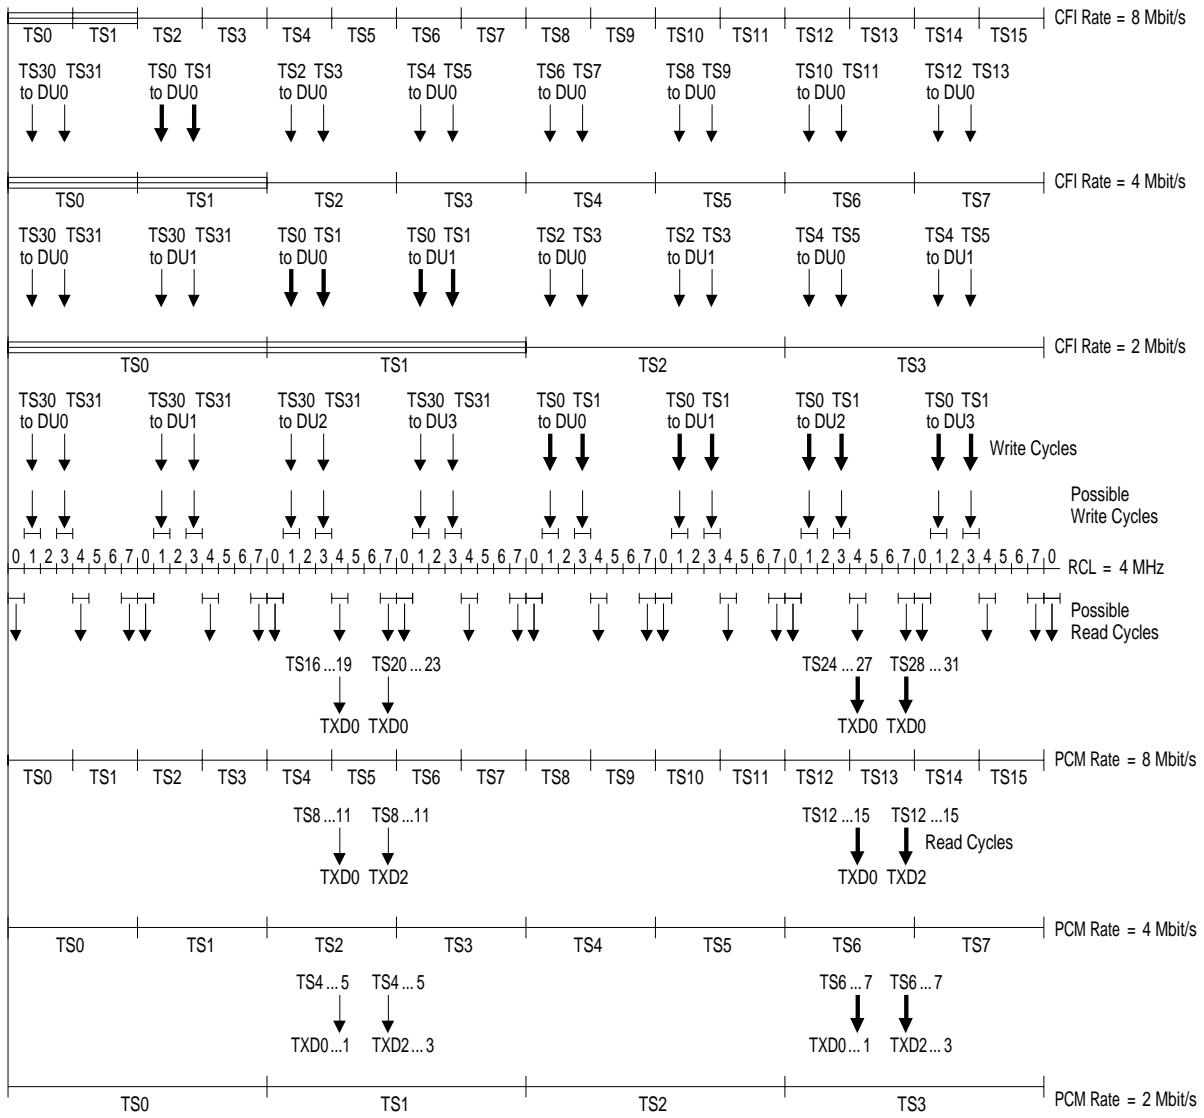 CFI Rate = 8 Mbit/s
TS0 TS1 TS2 TS3 TS4 TS5 TS6 TS7 TS8 TS9 TS10 TS11 TS12 TS13 TS14 TS15
TS30 TS31 TS0 TS1 TS2 TS3 TS4 TS5 TS6 TS7 TS8 TS9 TS10 TS11 TS12 TS13
to DU0 to DU0 to DU0 to DU0 to DU0 to DU0 to DU0 to DU0
CFI Rate = 4 Mbit/s
TS0 TS1 TS2 TS3 TS4 TS5 TS6 TS7
TS30 TS31 TS30 TS31 TS0 TS1 TS0 TS1 TS2 TS3 TS2 TS3 TS4 TS5 TS4 TS5
to DU0 to DU1 to DU0 to DU1 to DU0 to DU1 to DU0 to DU1
CFI Rate = 2 Mbit/s
TS0 TS1 TS2 TS3
TS30 TS31 TS30 TS31 TS30 TS31 TS30 TS31 TS0 TS1 TS0 TS1 TS0 TS1 TS0 TS1
to DU0 to DU1 to DU2 to DU3 to DU0 to DU1 to DU2 to DU3
Write Cycles
Possible
Write Cycles
0 1 2 3 4 5 6 7 0 1 2 3 4 5 6 7 0 1 2 3 4 5 6 7 0 1 2 3 4 5 6 7 0 1 2 3 4 5 6 7 0 1 2 3 4 5 6 7 0 1 2 3 4 5 6 7 0 1 2 3 4 5 6 7 0
RCL = 4 MHz
Possible
Read Cycles
TS16 ... 19 TS20 ... 23 TS24 ... 27 TS28 ... 31
TXD0 TXD0 TXD0 TXD0
PCM Rate = 8 Mbit/s
TS0 TS1 TS2 TS3 TS4 TS5 TS6 TS7 TS8 TS9 TS10 TS11 TS12 TS13 TS14 TS15
TS8 ... 11 TS8 ... 11 TS12 ... 15 TS12 ... 15
Read Cycles
TXD0 TXD2 TXD0 TXD2
PCM Rate = 4 Mbit/s
TS0 TS1 TS2 TS3 TS4 TS5 TS6 TS7
TS4 ... 5 TS4 ... 5 TS6 ... 7 TS6 ... 7
TXD0 ... 1 TXD2 ... 3 TXD0 ... 1 TXD2 ... 3
PCM Rate = 2 Mbit/s
TS0 TS1 TS2 TS3